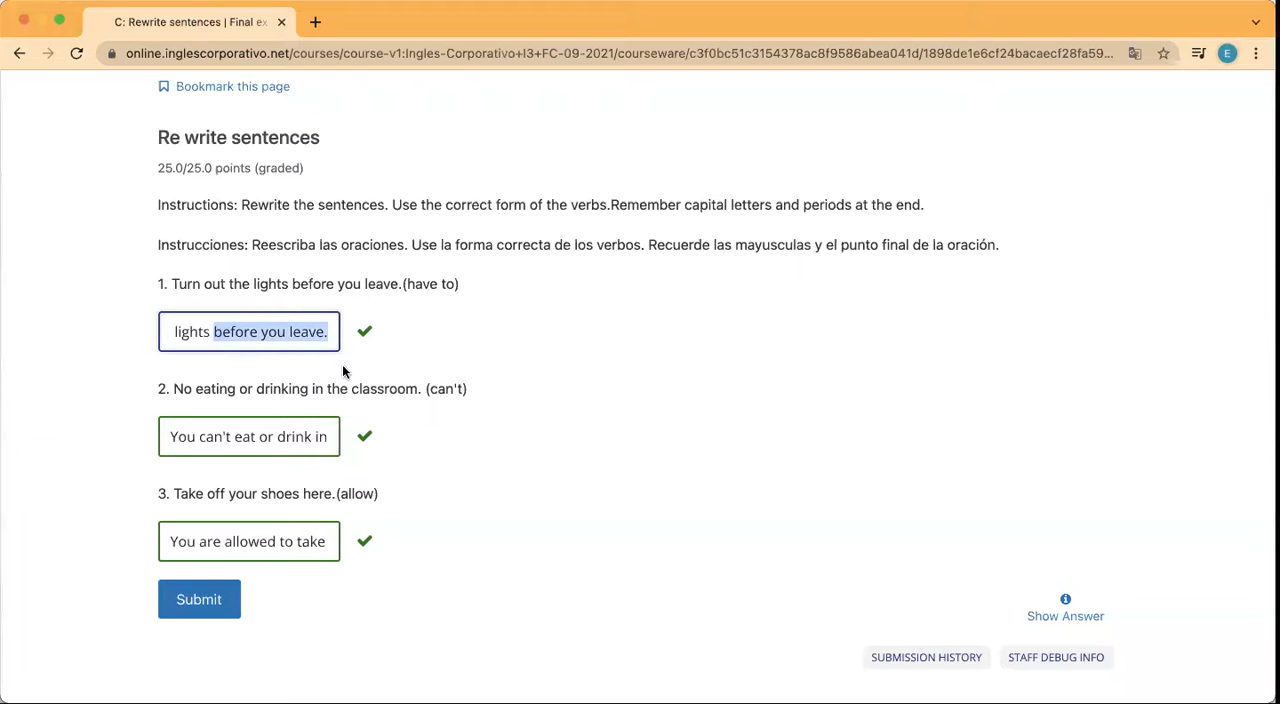 C: Rewrite sentences | Final ex
online.inglescorporativo.net/courses/course-v1:Ingles-Corporativo+I3+FC-09-2021/courseware/c3f0bc51c3154378ac8f9586abea041d/1898de1e6cf24bacaecf28fa59...
E
Bookmark this page
Re write sentences
25.0/25.0 points (graded)
Instructions: Rewrite the sentences. Use the correct form of the verbs.Remember capital letters and periods at the end.
Instrucciones: Reescriba las oraciones. Use la forma correcta de los verbos. Recuerde las mayusculas y el punto final de la oración.
1. Turn out the lights before you leave.(have to)
lights before you leave.
2. No eating or drinking in the classroom. (can't)
You can't eat or drink in
3. Take off your shoes here.(allow)
You are allowed to take
Submit
Show Answer
SUBMISSION HISTORY STAFF DEBUG INFO